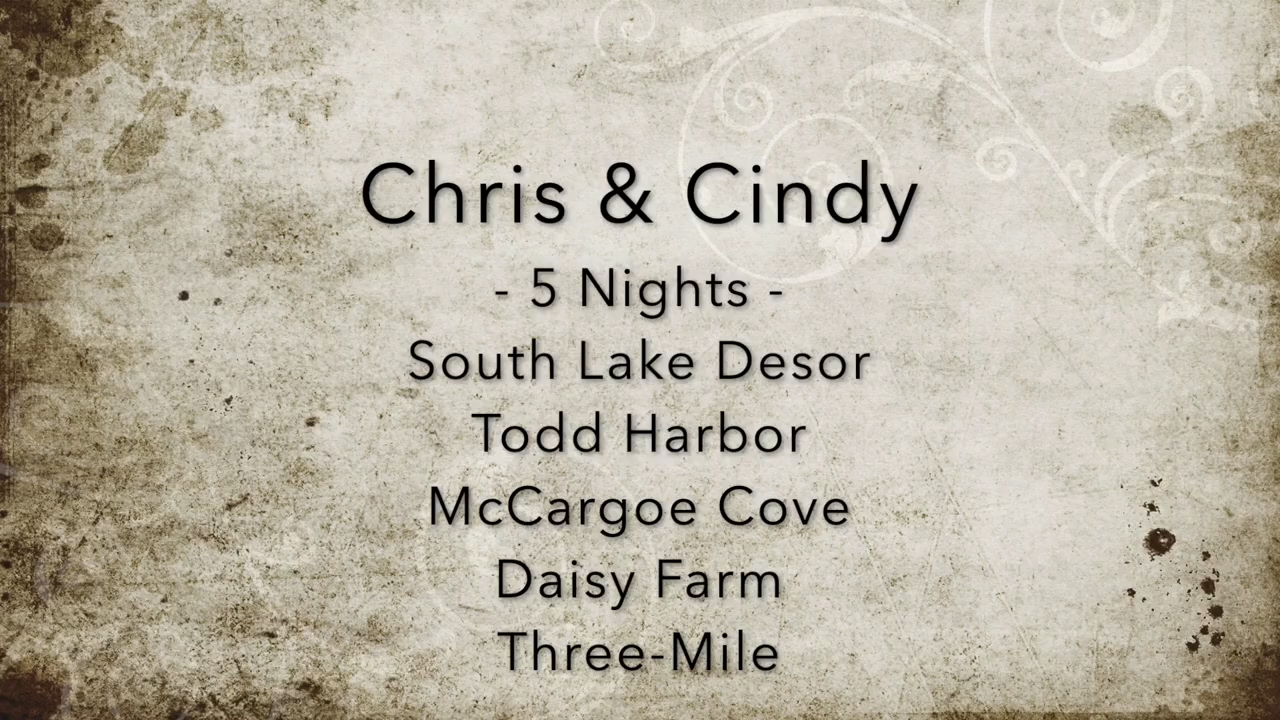 Chris & Cindy
- 5 Nights -
South Lake Desor
Todd Harbor
McCargoe Cove
Daisy Farm
Three-Mile